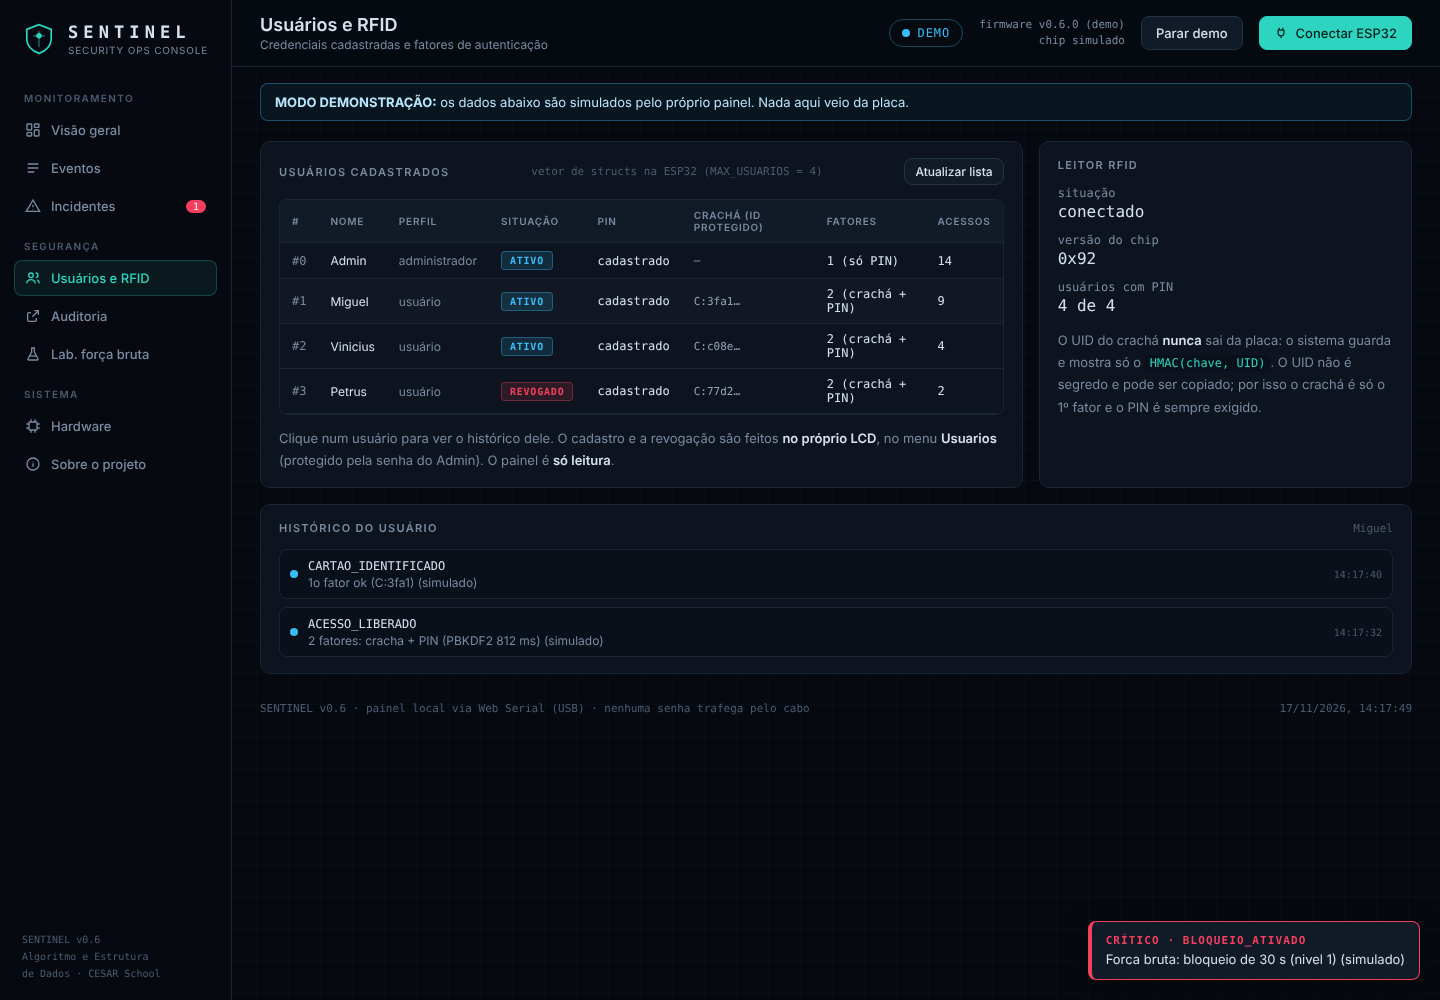 SENTINEL
SECURITY OPS CONSOLE
MONITORAMENTO
Visão geral
Eventos
Incidentes 1
SEGURANÇA
Usuários e RFID
Auditoria
Lab. força bruta
SISTEMA
Hardware
Sobre o projeto
SENTINEL v0.6
Algoritmo e Estrutura
de Dados · CESAR School
Usuários e RFID
Credenciais cadastradas e fatores de autenticação
DEMO
firmware v0.6.0 (demo)
chip simulado
Parar demo
Conectar ESP32
MODO DEMONSTRAÇÃO: os dados abaixo são simulados pelo próprio painel. Nada aqui veio da placa.
USUÁRIOS CADASTRADOS
vetor de structs na ESP32 (MAX_USUARIOS = 4)
Atualizar lista
# NOME PERFIL SITUAÇÃO PIN CRACHÁ (ID PROTEGIDO) FATORES ACESSOS
#0 Admin administrador ATIVO cadastrado — 1 (só PIN) 14
#1 Miguel usuário ATIVO cadastrado C:3fa1… 2 (crachá + PIN) 9
#2 Vinicius usuário ATIVO cadastrado C:c08e… 2 (crachá + PIN) 4
#3 Petrus usuário REVOGADO cadastrado C:77d2… 2 (crachá + PIN) 2
Clique num usuário para ver o histórico dele. O cadastro e a revogação são feitos no próprio LCD, no menu Usuarios
(protegido pela senha do Admin). O painel é só leitura.
LEITOR RFID
situação
conectado
versão do chip
0x92
usuários com PIN
4 de 4
O UID do crachá nunca sai da placa: o sistema guarda
e mostra só o HMAC(chave, UID) . O UID não é
segredo e pode ser copiado; por isso o crachá é só o
1º fator e o PIN é sempre exigido.
HISTÓRICO DO USUÁRIO
Miguel
CARTAO_IDENTIFICADO
1o fator ok (C:3fa1) (simulado)
14:17:40
ACESSO_LIBERADO
2 fatores: cracha + PIN (PBKDF2 812 ms) (simulado)
14:17:32
SENTINEL v0.6 · painel local via Web Serial (USB) · nenhuma senha trafega pelo cabo
17/11/2026, 14:17:49
CRÍTICO · BLOQUEIO_ATIVADO
Forca bruta: bloqueio de 30 s (nivel 1) (simulado)